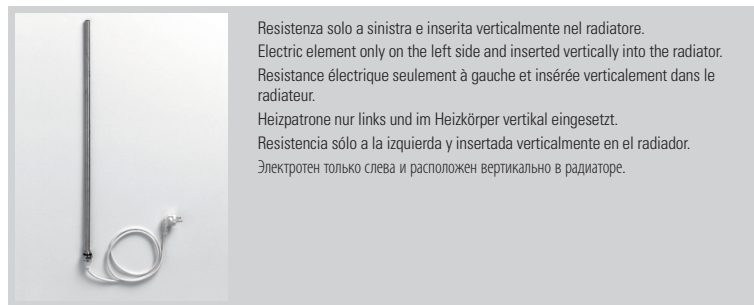 Resistenza solo a sinistra e inserita verticalmente nel radiatore.
Electric element only on the left side and inserted vertically into the radiator.
Resistance électrique seulement à gauche et insérée verticalement dans le
radiateur.
Heizpatrone nur links und im Heizkörper vertikal eingesetzt.
Resistencia sólo a la izquierda y insertada verticalmente en el radiador.
Электротен только слева и расположен вертикально в радиаторе.